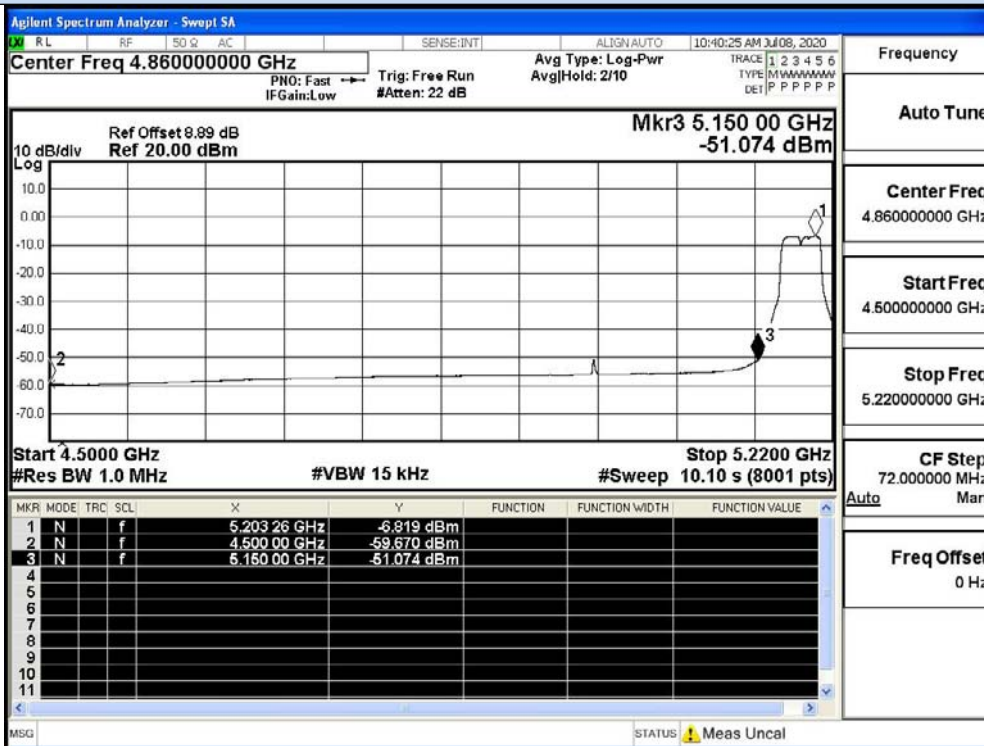 Agilent Spectrum Analyzer - Swept SA
LXI RL RF 50 Ω AC SENSE:INT ALIGN AUTO 10:40:25 AM Jul 08, 2020
Center Freq 4.860000000 GHz
PNO: Fast
IFGain:Low
Trig: Free Run
#Atten: 22 dB
Avg Type: Log-Pwr
Avg|Hold: 2/10
TRACE 1 2 3 4 5 6
TYPE MWWWWW
DET P P P P P P
Ref Offset 8.89 dB
10 dB/div Ref 20.00 dBm
Log
Mkr3 5.150 00 GHz
-51.074 dBm
10.0
0.00
-10.0
-20.0
-30.0
-40.0
-50.0
-60.0
-70.0
1
2
3
Start 4.5000 GHz Stop 5.2200 GHz
#Res BW 1.0 MHz #VBW 15 kHz #Sweep 10.10 s (8001 pts)
MKR MODE TRC SCL X Y FUNCTION FUNCTION WIDTH FUNCTION VALUE
1 N f 5.203 26 GHz -6.819 dBm
2 N f 4.500 00 GHz -59.670 dBm
3 N f 5.150 00 GHz -51.074 dBm
4
5
6
7
8
9
10
11
MSG STATUS Meas Uncal
Frequency
Auto Tune
Center Freq
4.860000000 GHz
Start Freq
4.500000000 GHz
Stop Freq
5.220000000 GHz
CF Step
72.000000 MHz
Auto Man
Freq Offset
0 Hz